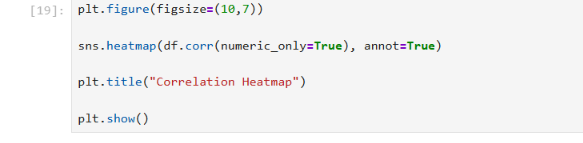 [19]: plt.figure(figsize=(10,7))
sns.heatmap(df.corr(numeric_only=True), annot=True)
plt.title("Correlation Heatmap")
plt.show()